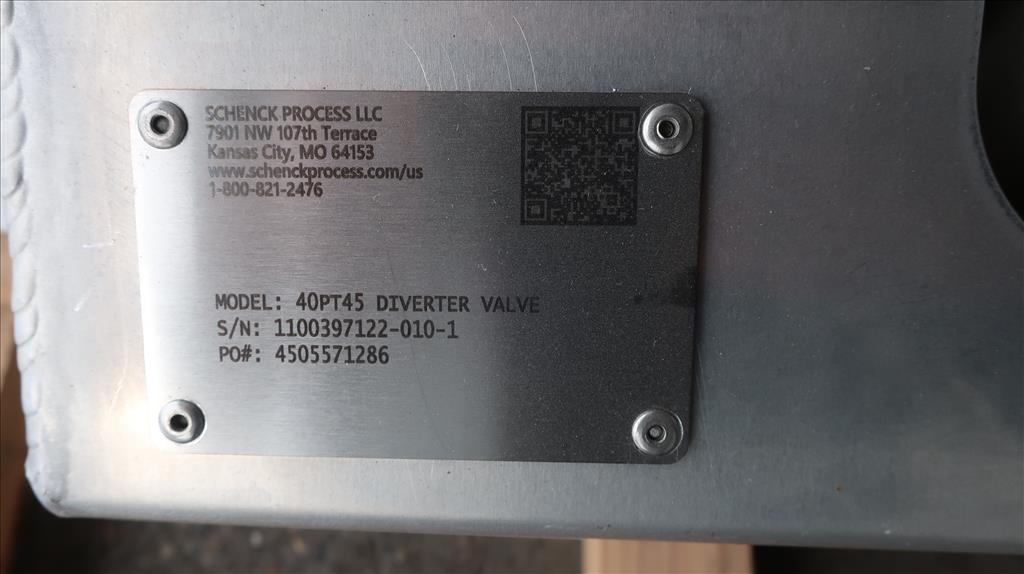 SCHENCK PROCESS LLC
7901 NW 107th Terrace
Kansas City, MO 64153
www.schenckprocess.com/us
1-800-821-2476
MODEL: 40PT45 DIVERTER VALVE
S/N: 1100397122-010-1
PO#: 4505571286